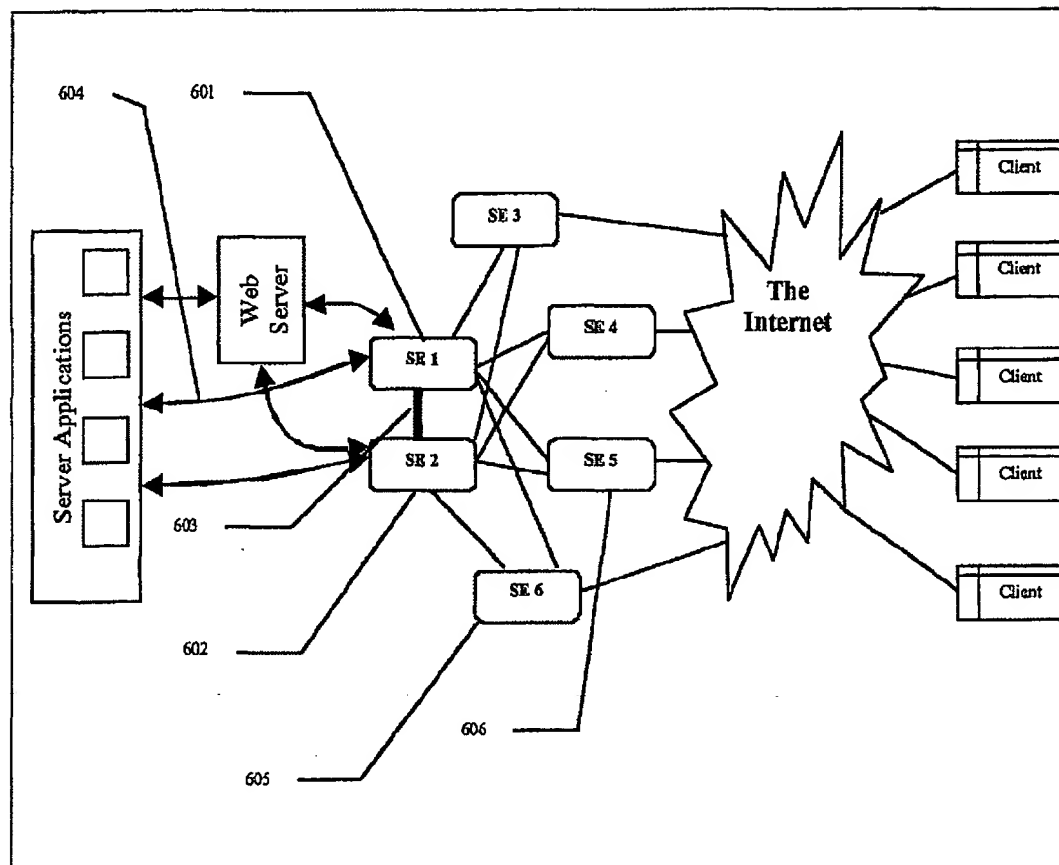 604
601
Client
SE 3
Client
The
Internet
Web
Server
SE 4
SE 1
Client
Server Applications
SE 2
SE 5
Client
603
SE 6
Client
602
606
605